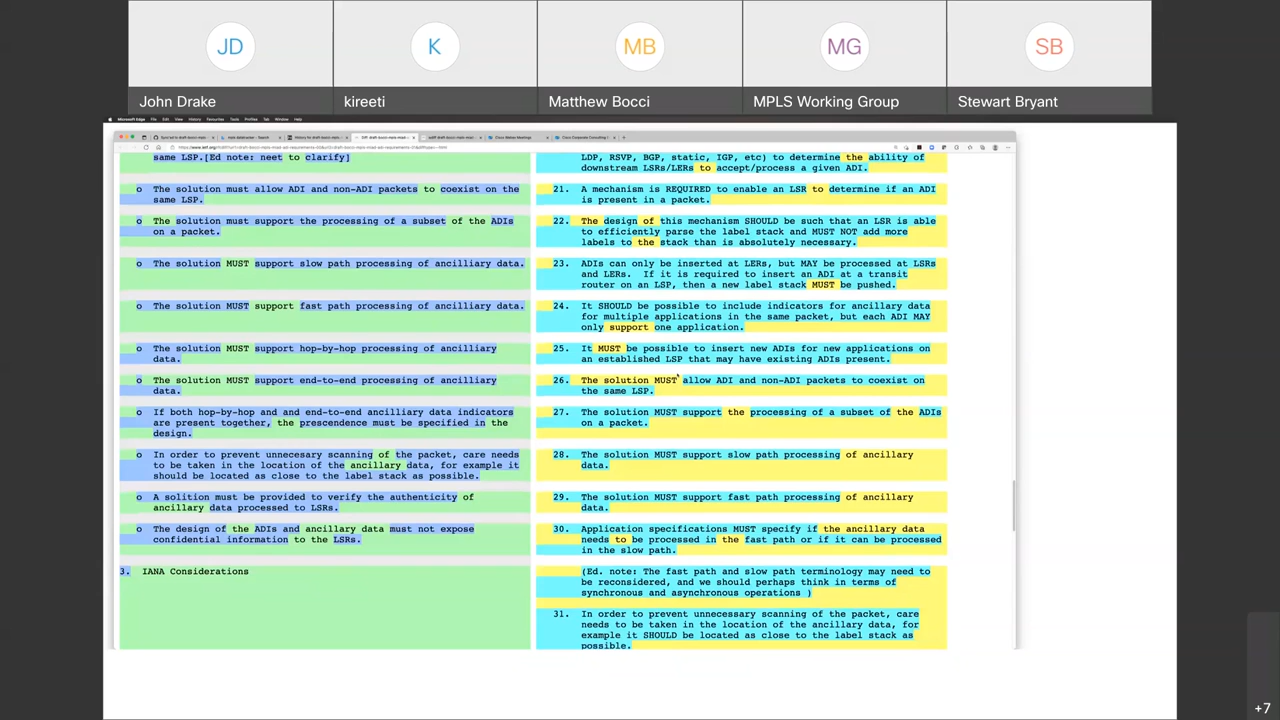 JD
K
MB
MG
SB
John Drake
kireeti
Matthew Bocci
MPLS Working Group
Stewart Bryant
Microsoft Edge File Edit View History Favourites Tools Profiles Tab Window Help
same LSP.[Ed note: neet to clarify]
o The solution must allow ADI and non-ADI packets to coexist on the
same LSP.
o The solution must support the processing of a subset of the ADIs
on a packet.
o The solution MUST support slow path processing of ancilliary data.
o The solution MUST support fast path processing of ancilliary data.
o The solution MUST support hop-by-hop processing of ancilliary
data.
o The solution MUST support end-to-end processing of ancilliary
data.
o If both hop-by-hop and and end-to-end ancilliary data indicators
are present together, the prescendence must be specified in the
design.
o In order to prevent unnecesary scanning of the packet, care needs
to be taken in the location of the ancillary data, for example it
should be located as close to the label stack as possible.
o A solition must be provided to verify the authenticity of
ancillary data processed to LSRs.
o The design of the ADIs and ancillary data must not expose
confidential information to the LSRs.
3. IANA Considerations
LDP, RSVP, BGP, static, IGP, etc) to determine the ability of
downstream LSRs/LERs to accept/process a given ADI.
21. A mechanism is REQUIRED to enable an LSR to determine if an ADI
is present in a packet.
22. The design of this mechanism SHOULD be such that an LSR is able
to efficiently parse the label stack and MUST NOT add more
labels to the stack than is absolutely necessary.
23. ADIs can only be inserted at LERs, but MAY be processed at LSRs
and LERs. If it is required to insert an ADI at a transit
router on an LSP, then a new label stack MUST be pushed.
24. It SHOULD be possible to include indicators for ancillary data
for multiple applications in the same packet, but each ADI MAY
only support one application.
25. It MUST be possible to insert new ADIs for new applications on
an established LSP that may have existing ADIs present.
26. The solution MUST allow ADI and non-ADI packets to coexist on
the same LSP.
27. The solution MUST support the processing of a subset of the ADIs
on a packet.
28. The solution MUST support slow path processing of ancillary
data.
29. The solution MUST support fast path processing of ancillary
data.
30. Application specifications MUST specify if the ancillary data
needs to be processed in the fast path or if it can be processed
in the slow path.
(Ed. note: The fast path and slow path terminology may need to
be reconsidered, and we should perhaps think in terms of
synchronous and asynchronous operations )
31. In order to prevent unnecessary scanning of the packet, care
needs to be taken in the location of the ancillary data, for
example it SHOULD be located as close to the label stack as
possible.
+7